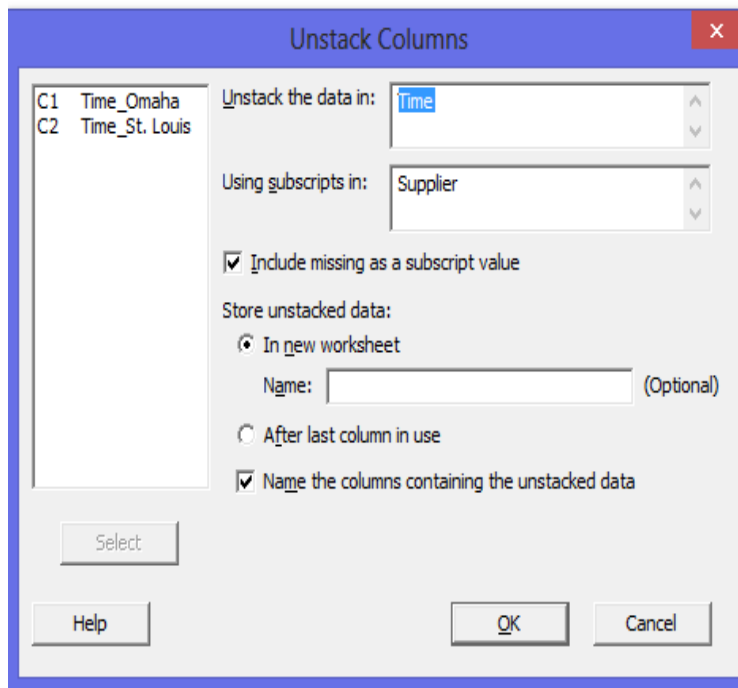 Unstack Columns
x
C1 Time_Omaha
C2 Time_St. Louis
Unstack the data in:
Time
Using subscripts in:
Supplier
Include missing as a subscript value
Store unstacked data:
In new worksheet
Name:
(Optional)
After last column in use
Name the columns containing the unstacked data
Select
Help
OK
Cancel